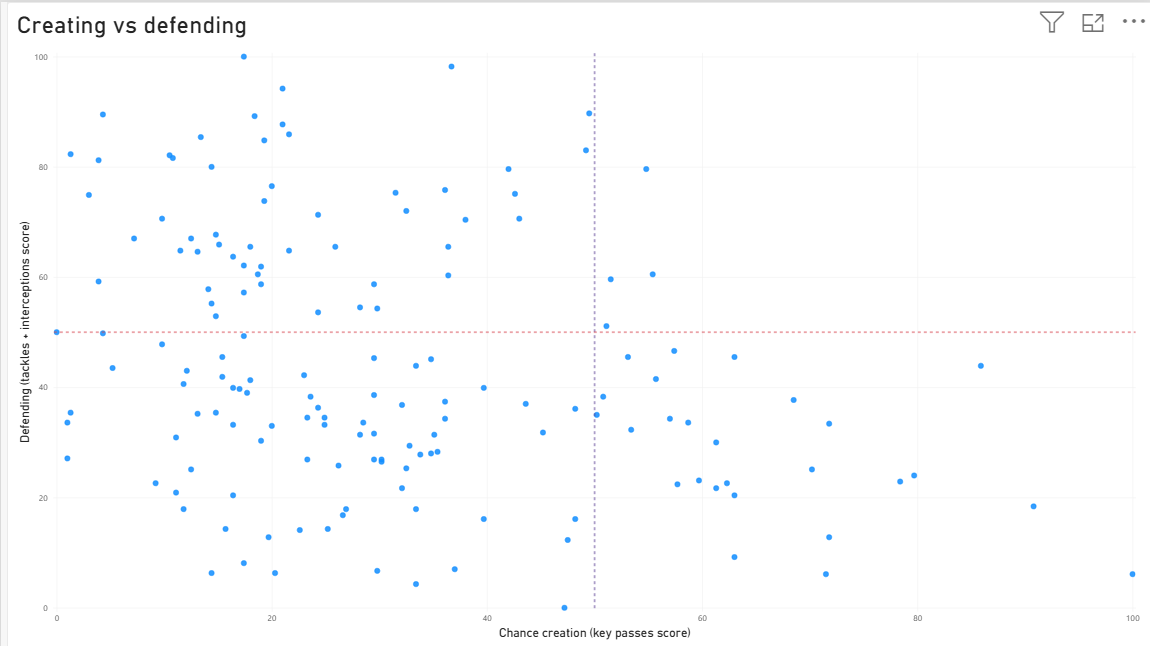 Creating vs defending
100
80
60
40
20
0
Defending (tackles + interceptions score)
0 20 40 60 80 100
Chance creation (key passes score)